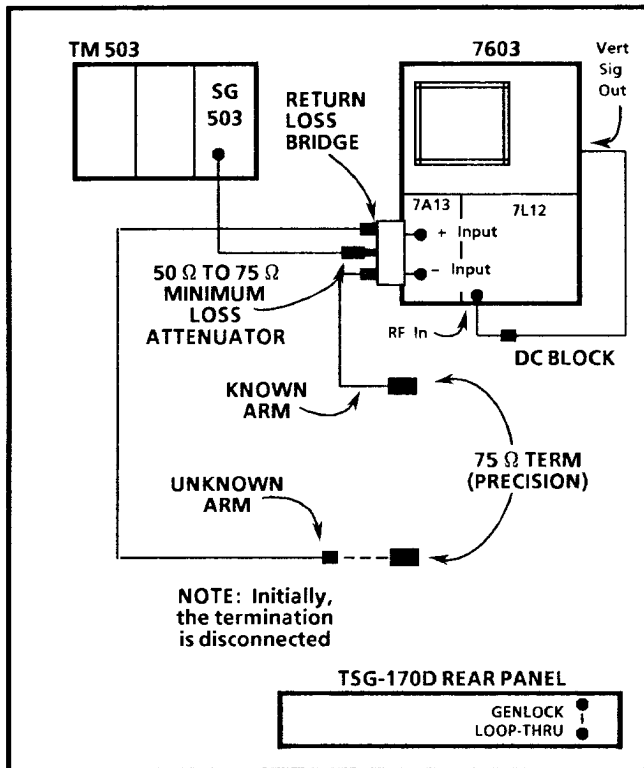 TM 503
7603
Vert
Sig
Out
SG
503
RETURN
LOSS
BRIDGE
7A13
7L12
+ Input
− Input
50 Ω TO 75 Ω
MINIMUM
LOSS
ATTENUATOR
RF In
DC BLOCK
KNOWN
ARM
75 Ω TERM
(PRECISION)
UNKNOWN
ARM
NOTE: Initially,
the termination
is disconnected
TSG-170D REAR PANEL
GENLOCK
LOOP-THRU